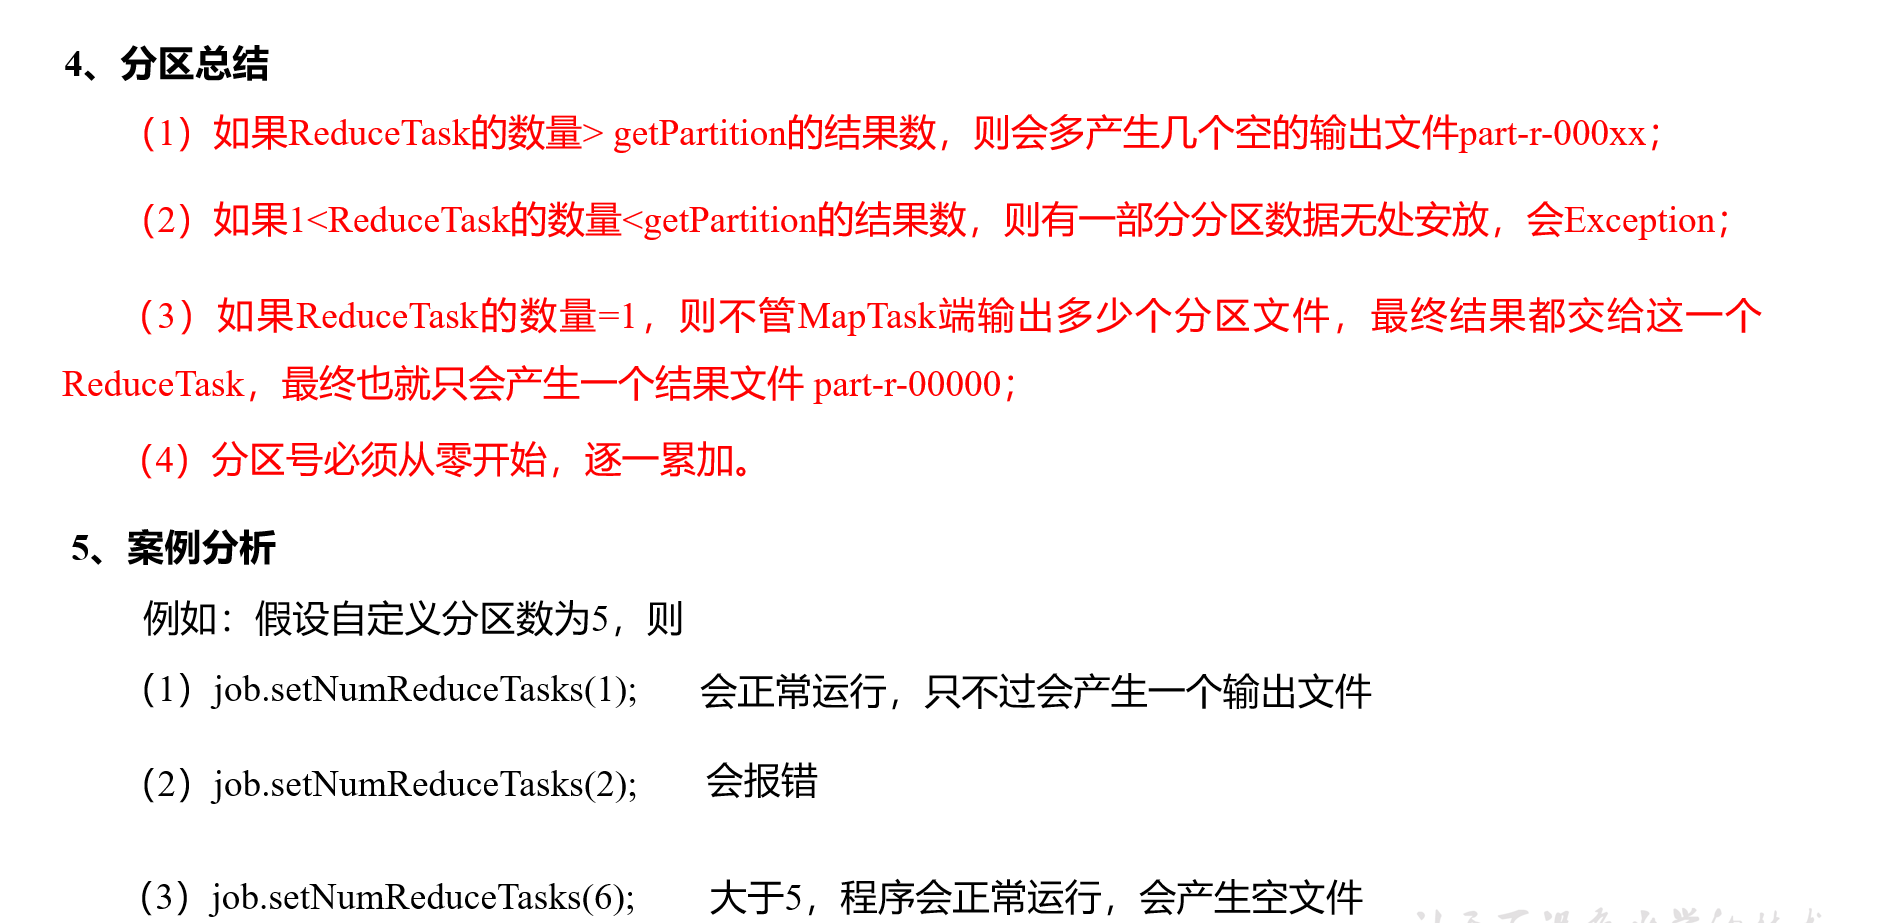 4、分区总结
（1）如果ReduceTask的数量> getPartition的结果数，则会多产生几个空的输出文件part-r-000xx；
（2）如果1<ReduceTask的数量<getPartition的结果数，则有一部分分区数据无处安放，会Exception；
（3）如果ReduceTask的数量=1，则不管MapTask端输出多少个分区文件，最终结果都交给这一个
ReduceTask，最终也就只会产生一个结果文件 part-r-00000；
（4）分区号必须从零开始，逐一累加。
5、案例分析
例如：假设自定义分区数为5，则
（1）job.setNumReduceTasks(1); 会正常运行，只不过会产生一个输出文件
（2）job.setNumReduceTasks(2); 会报错
（3）job.setNumReduceTasks(6); 大于5，程序会正常运行，会产生空文件